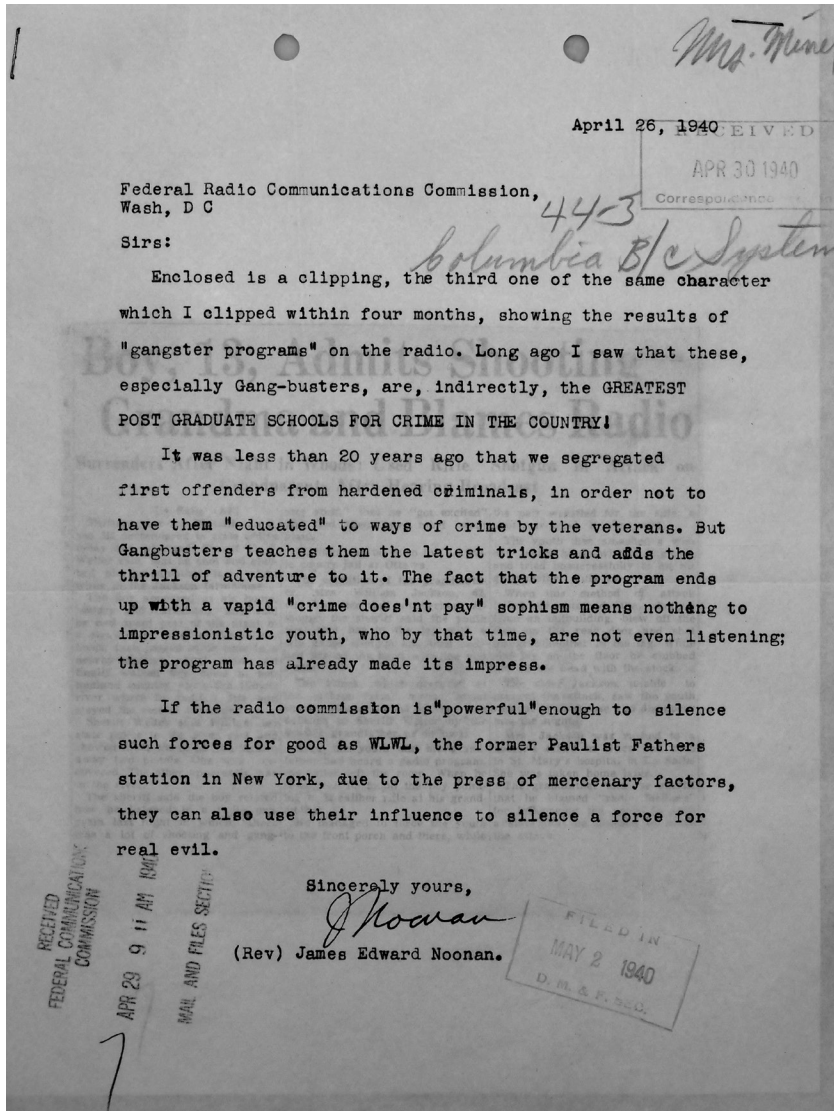 Mrs. Mine
April 26, 1940
RECEIVED
APR 30 1940
Correspondence
Federal Radio Communications Commission,
Wash, D C
44-3
Sirs:
Columbia B/c System
Enclosed is a clipping, the third one of the same character
which I clipped within four months, showing the results of
"gangster programs" on the radio. Long ago I saw that these,
especially Gang-busters, are, indirectly, the GREATEST
POST GRADUATE SCHOOLS FOR CRIME IN THE COUNTRY!
It was less than 20 years ago that we segregated
first offenders from hardened criminals, in order not to
have them "educated" to ways of crime by the veterans. But
Gangbusters teaches them the latest tricks and adds the
thrill of adventure to it. The fact that the program ends
up with a vapid "crime does'nt pay" sophism means nothing to
impressionistic youth, who by that time, are not even listening;
the program has already made its impress.
If the radio commission is"powerful"enough to silence
such forces for good as WLWL, the former Paulist Fathers
station in New York, due to the press of mercenary factors,
they can also use their influence to silence a force for
real evil.
Sincerely yours,
J Noonan
(Rev) James Edward Noonan.
RECEIVED
FEDERAL COMMUNICATIONS
COMMISSION
APR 29 9 11 AM 1940
MAIL AND FILES SECTION
FILED IN
MAY 2 1940
D. M. & F. SEC.
Boy, 13, Admits Shooting
Grandma and Blames Radio